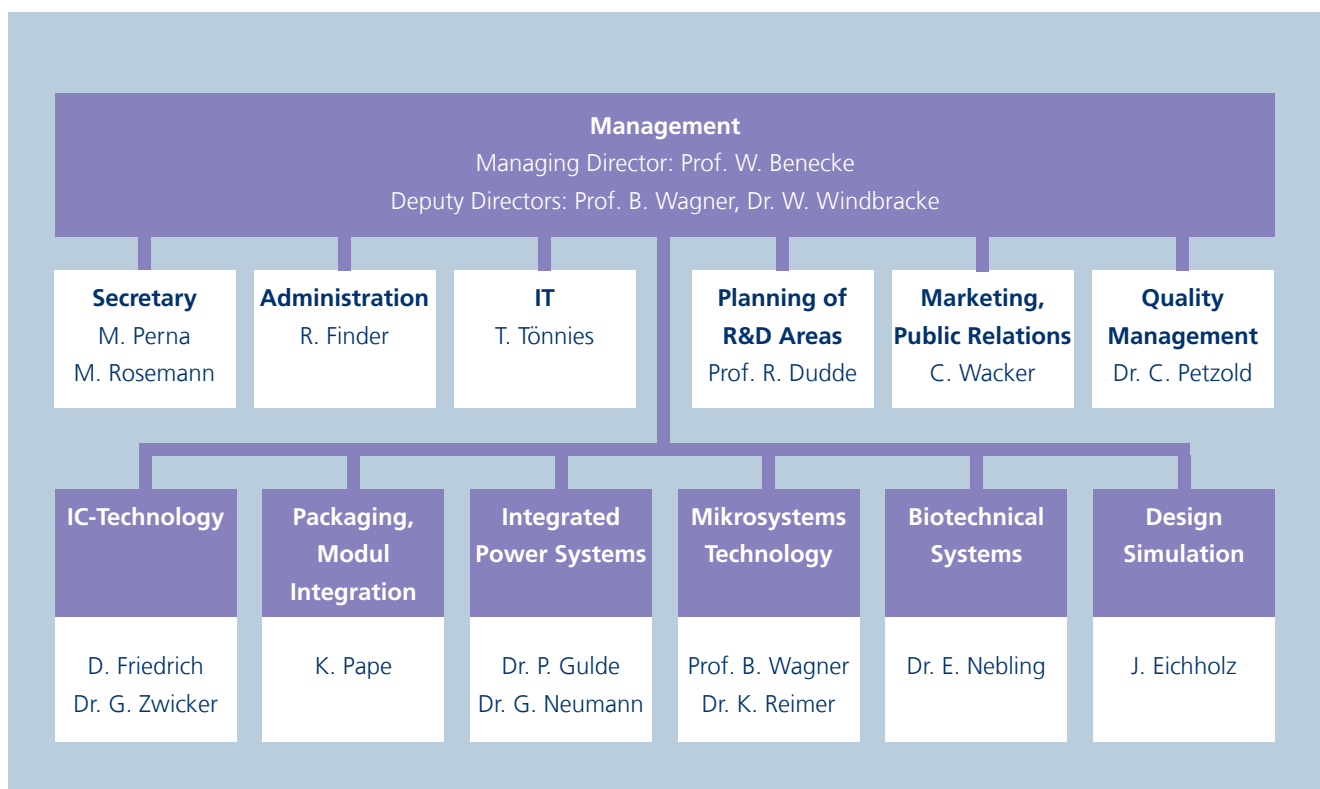 Management
Managing Director: Prof. W. Benecke
Deputy Directors: Prof. B. Wagner, Dr. W. Windbracke
Secretary
M. Perna
M. Rosemann
Administration
R. Finder
IT
T. Tönnies
Planning of
R&D Areas
Prof. R. Dudde
Marketing,
Public Relations
C. Wacker
Quality
Management
Dr. C. Petzold
IC-Technology
D. Friedrich
Dr. G. Zwicker
Packaging,
Modul
Integration
K. Pape
Integrated
Power Systems
Dr. P. Gulde
Dr. G. Neumann
Mikrosystems
Technology
Prof. B. Wagner
Dr. K. Reimer
Biotechnical
Systems
Dr. E. Nebling
Design
Simulation
J. Eichholz